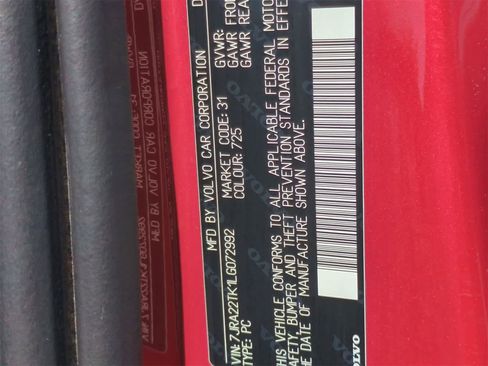 MFD BY VOLVO CAR CORPORATION
VIN: 7JRA22TK1LG072992
TYPE: PC
MARKET CODE: 31
COLOUR: 725
GVWR:
GAWR
GAWR REA
THIS VEHICLE CONFORMS TO ALL APPLICABLE FEDERAL MOTOR
SAFETY, BUMPER AND THEFT PREVENTION STANDARDS IN EFFE
THE DATE OF MANUFACTURE SHOWN ABOVE.
VOLVO